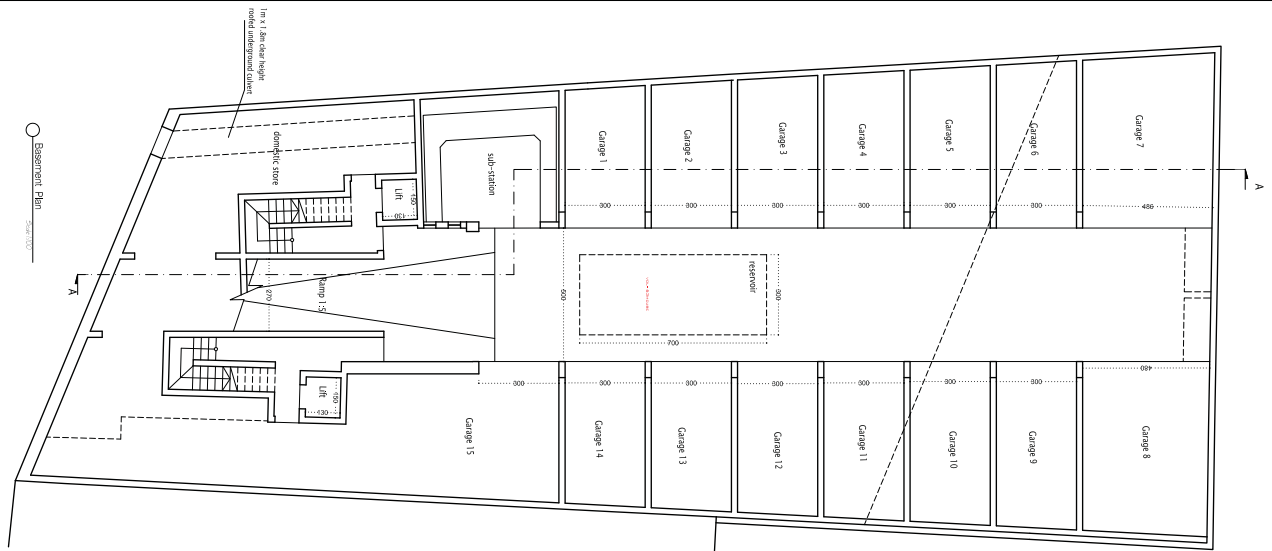 1m x 1.8m clear height
roofed underground culvert
Basement Plan
domestic store
Lift
150
130
sub-station
Garage 1
Garage 2
Garage 3
Garage 4
Garage 5
Garage 6
Garage 7
300
300
300
300
300
300
486
A
A
Ramp 1:5
270
600
reservoir
300
700
Lift
150
130
300
300
300
300
300
300
300
480
Garage 15
Garage 14
Garage 13
Garage 12
Garage 11
Garage 10
Garage 9
Garage 8